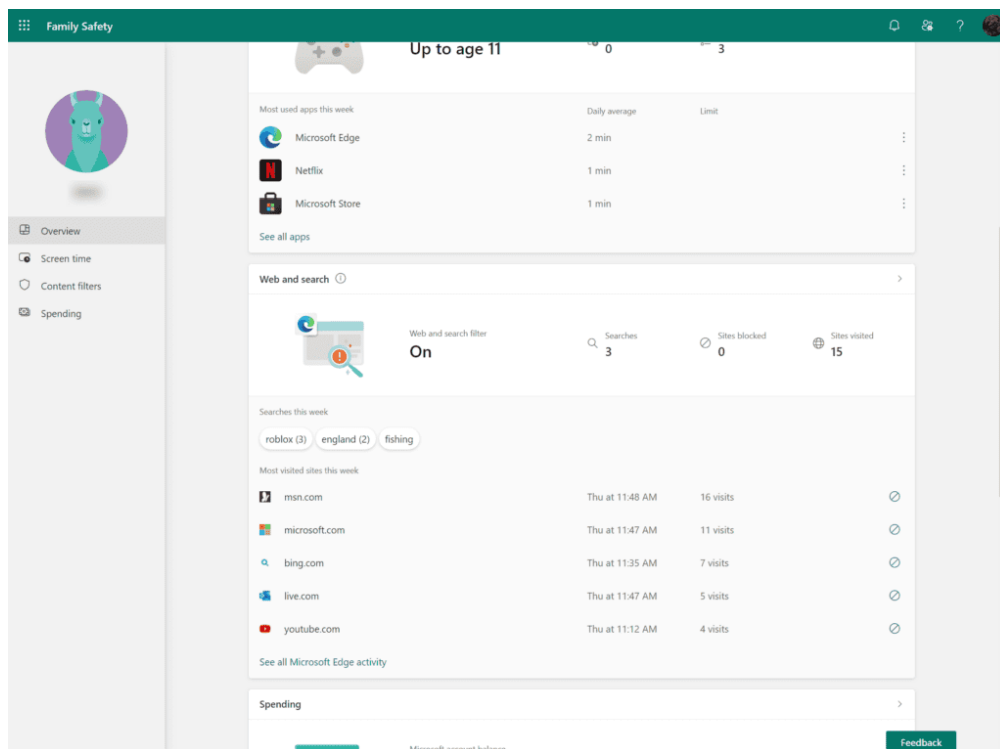 Family Safety
?
Up to age 11
0
3
Most used apps this week Daily average Limit
Microsoft Edge 2 min
Netflix 1 min
Microsoft Store 1 min
See all apps
Overview
Screen time
Content filters
Spending
Web and search
Web and search filter
On
Searches
3
Sites blocked
0
Sites visited
15
Searches this week
roblox (3) england (2) fishing
Most visited sites this week
msn.com Thu at 11:48 AM 16 visits
microsoft.com Thu at 11:47 AM 11 visits
bing.com Thu at 11:35 AM 7 visits
live.com Thu at 11:47 AM 5 visits
youtube.com Thu at 11:12 AM 4 visits
See all Microsoft Edge activity
Spending
Microsoft account balance
Feedback